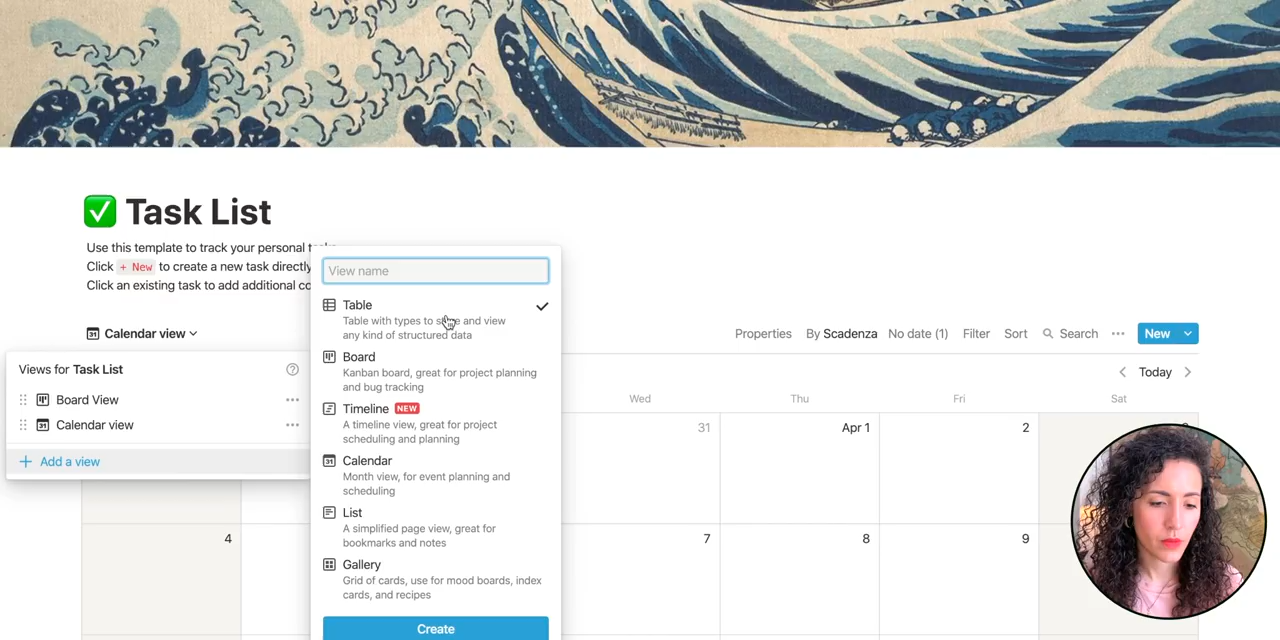 Task List
Use this template to track your personal
Click + New to create a new task directly
Click an existing task to add additional
Calendar view
Properties By Scadenza No date (1) Filter Sort Search New
Views for Task List
Board View
Calendar view
Add a view
View name
Table
Table with types to and view
any kind of structured data
Board
Kanban board, great for project planning
and bug tracking
Timeline NEW
A timeline view, great for project
scheduling and planning
31 Calendar
Month view, for event planning and
scheduling
List
A simplified page view, great for
bookmarks and notes
Gallery
Grid of cards, use for mood boards, index
cards, and recipes
Create
Today
Wed Thu Fri Sat
31 Apr 1 2
4 7 8 9